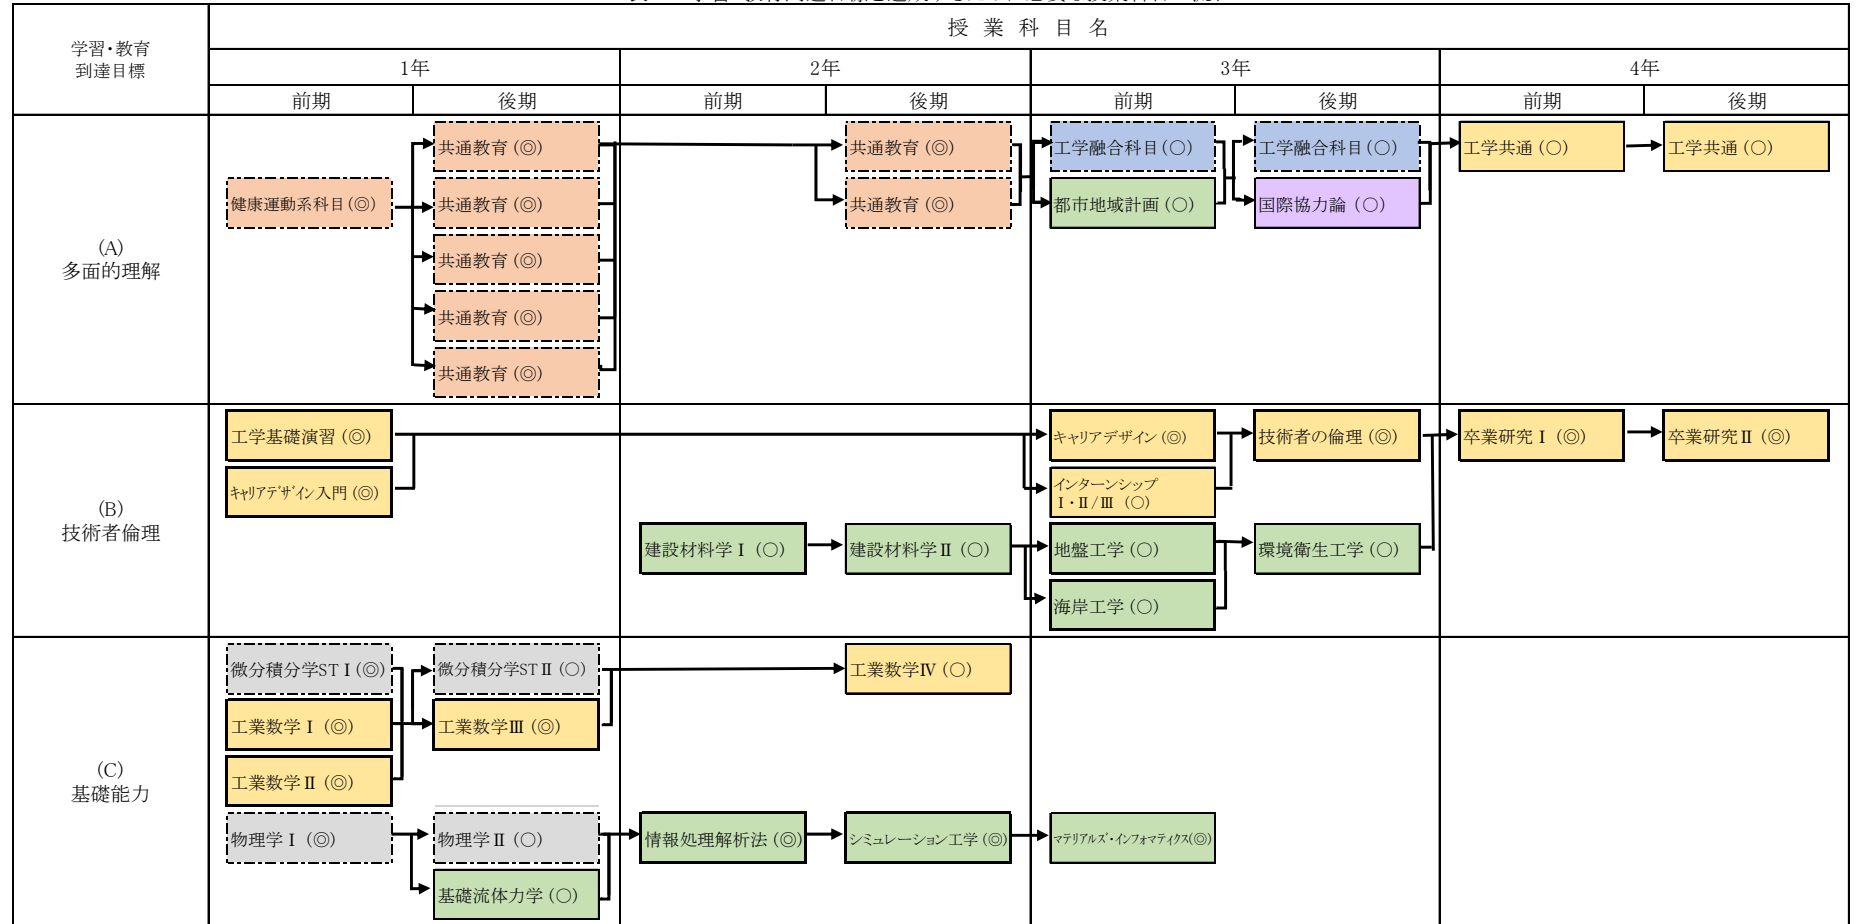 学習・教育
到達目標
授 業 科 目 名
1年
2年
3年
4年
前期
後期
前期
後期
前期
後期
前期
後期
(A)
多面的理解
共通教育 (◎)
共通教育 (◎)
工学融合科目(○)
工学融合科目(○)
工学共通 (○)
工学共通 (○)
健康運動系科目(◎)
共通教育 (◎)
共通教育 (◎)
都市地域計画 (○)
国際協力論 (○)
共通教育 (◎)
共通教育 (◎)
共通教育 (◎)
(B)
技術者倫理
工学基礎演習 (◎)
キャリアデザイン (◎)
技術者の倫理 (◎)
卒業研究Ⅰ (◎)
卒業研究Ⅱ (◎)
キャリアデザイン入門 (◎)
インターンシップ
Ⅰ・Ⅱ/Ⅲ (○)
建設材料学Ⅰ (○)
建設材料学Ⅱ (○)
地盤工学 (○)
環境衛生工学 (○)
海岸工学 (○)
(C)
基礎能力
微分積分学STⅠ(◎)
微分積分学STⅡ (○)
工業数学Ⅳ (○)
工業数学Ⅰ (◎)
工業数学Ⅲ (◎)
工業数学Ⅱ (◎)
物理学Ⅰ (◎)
物理学Ⅱ (○)
情報処理解析法 (◎)
シミュレーション工学(◎)
マテリアルズ・インフォマティクス(◎)
基礎流体力学 (○)